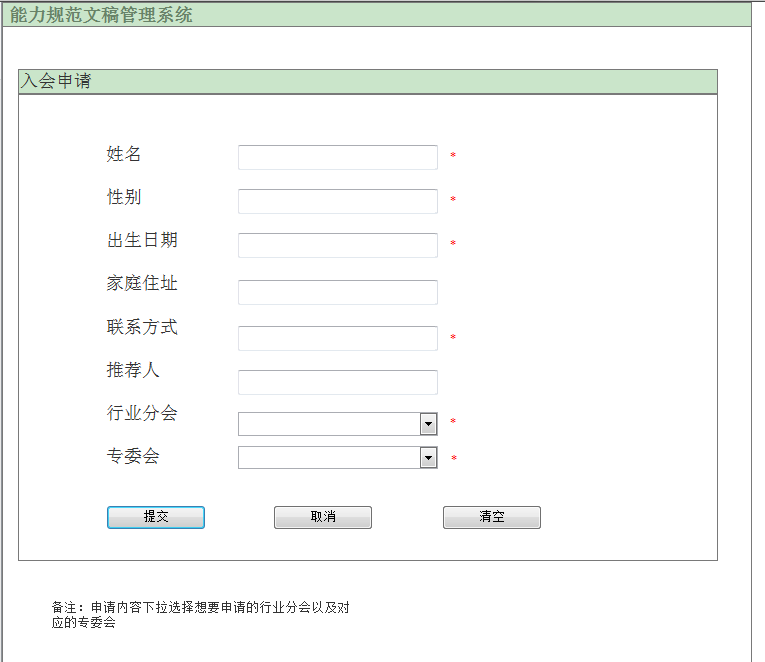 能力规范文稿管理系统
入会申请
姓名 *
性别 *
出生日期 *
家庭住址
联系方式 *
推荐人
行业分会 *
专委会 *
提交 取消 清空
备注：申请内容下拉选择想要申请的行业分会以及对
应的专委会